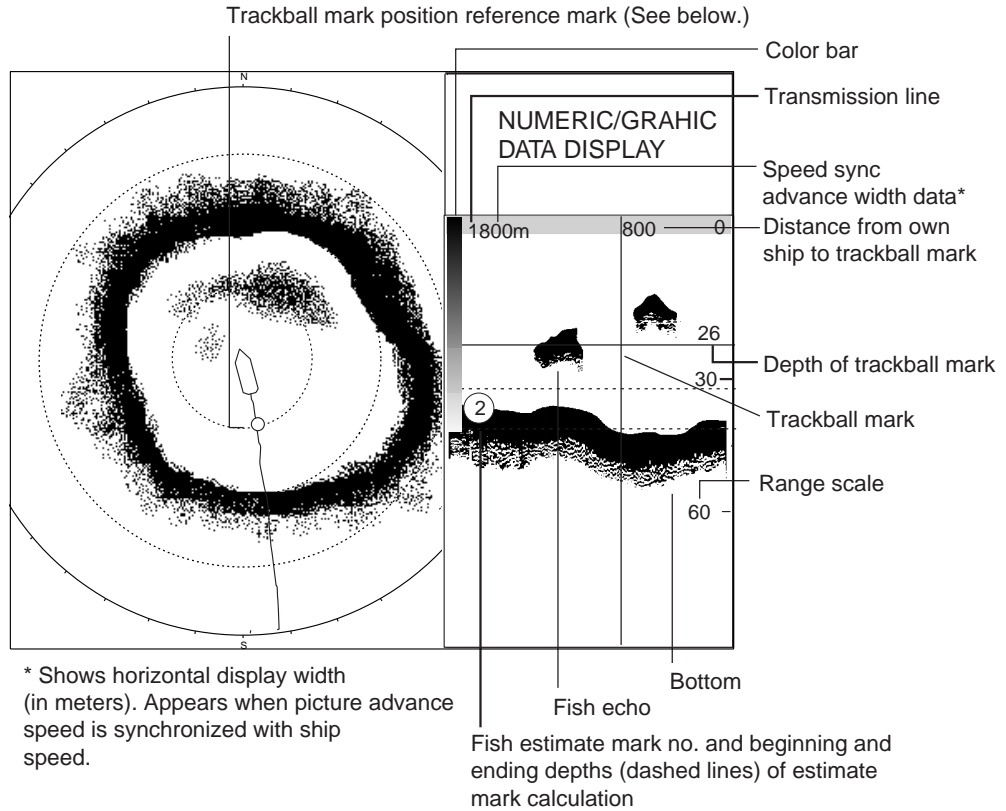 Trackball mark position reference mark (See below.)
Color bar
Transmission line
NUMERIC/GRAHIC
DATA DISPLAY
Speed sync
advance width data*
Distance from own
ship to trackball mark
N
1800m
800
0
26
Depth of trackball mark
30
Trackball mark
2
Range scale
60
S
* Shows horizontal display width
(in meters). Appears when picture advance
speed is synchronized with ship
speed.
Bottom
Fish echo
Fish estimate mark no. and beginning and
ending depths (dashed lines) of estimate
mark calculation